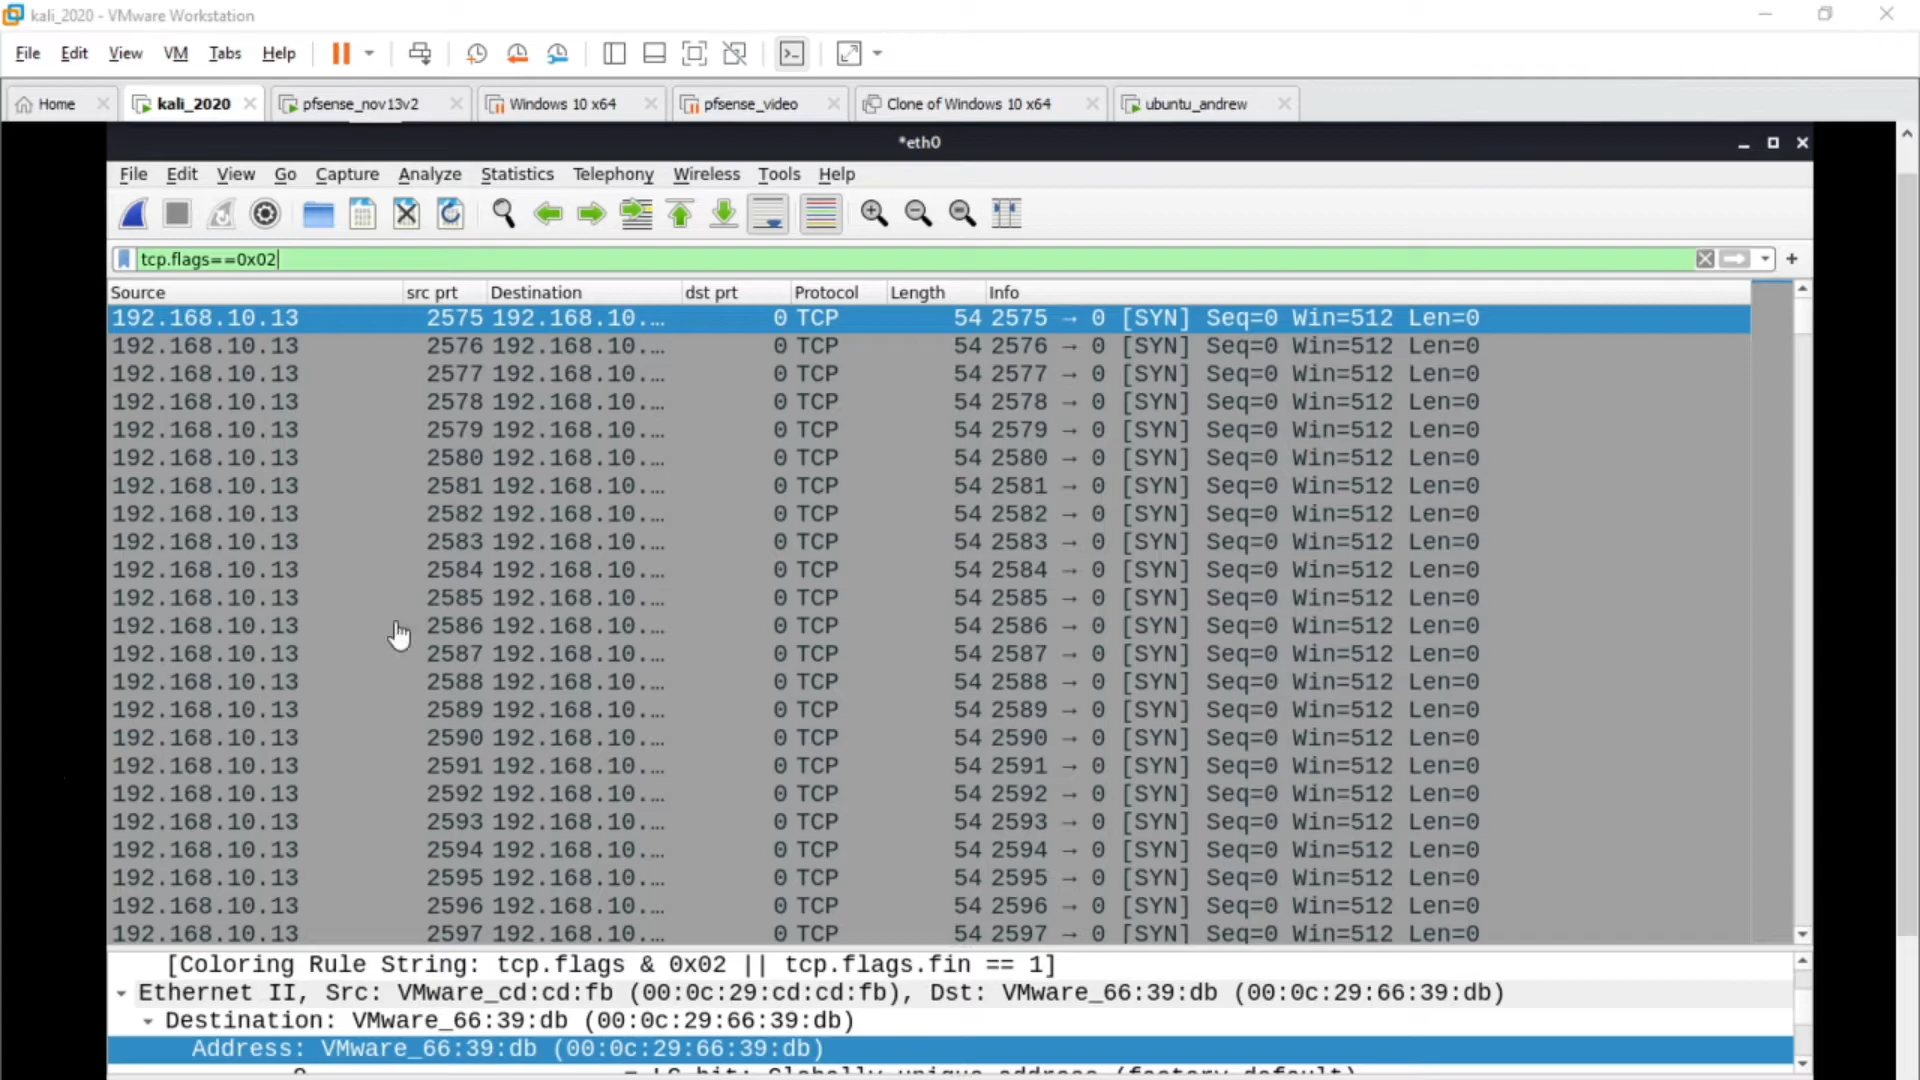 kali_2020 - VMware Workstation
File Edit View VM Tabs Help
Home kali_2020 pfsense_nov13v2 Windows 10 x64 pfsense_video Clone of Windows 10 x64 ubuntu_andrew
*eth0
File Edit View Go Capture Analyze Statistics Telephony Wireless Tools Help
tcp.flags==0x02
Source src prt Destination dst prt Protocol Length Info
192.168.10.13 2575 192.168.10.… 0 TCP 54 2575 → 0 [SYN] Seq=0 Win=512 Len=0
192.168.10.13 2576 192.168.10.… 0 TCP 54 2576 → 0 [SYN] Seq=0 Win=512 Len=0
192.168.10.13 2577 192.168.10.… 0 TCP 54 2577 → 0 [SYN] Seq=0 Win=512 Len=0
192.168.10.13 2578 192.168.10.… 0 TCP 54 2578 → 0 [SYN] Seq=0 Win=512 Len=0
192.168.10.13 2579 192.168.10.… 0 TCP 54 2579 → 0 [SYN] Seq=0 Win=512 Len=0
192.168.10.13 2580 192.168.10.… 0 TCP 54 2580 → 0 [SYN] Seq=0 Win=512 Len=0
192.168.10.13 2581 192.168.10.… 0 TCP 54 2581 → 0 [SYN] Seq=0 Win=512 Len=0
192.168.10.13 2582 192.168.10.… 0 TCP 54 2582 → 0 [SYN] Seq=0 Win=512 Len=0
192.168.10.13 2583 192.168.10.… 0 TCP 54 2583 → 0 [SYN] Seq=0 Win=512 Len=0
192.168.10.13 2584 192.168.10.… 0 TCP 54 2584 → 0 [SYN] Seq=0 Win=512 Len=0
192.168.10.13 2585 192.168.10.… 0 TCP 54 2585 → 0 [SYN] Seq=0 Win=512 Len=0
192.168.10.13 2586 192.168.10.… 0 TCP 54 2586 → 0 [SYN] Seq=0 Win=512 Len=0
192.168.10.13 2587 192.168.10.… 0 TCP 54 2587 → 0 [SYN] Seq=0 Win=512 Len=0
192.168.10.13 2588 192.168.10.… 0 TCP 54 2588 → 0 [SYN] Seq=0 Win=512 Len=0
192.168.10.13 2589 192.168.10.… 0 TCP 54 2589 → 0 [SYN] Seq=0 Win=512 Len=0
192.168.10.13 2590 192.168.10.… 0 TCP 54 2590 → 0 [SYN] Seq=0 Win=512 Len=0
192.168.10.13 2591 192.168.10.… 0 TCP 54 2591 → 0 [SYN] Seq=0 Win=512 Len=0
192.168.10.13 2592 192.168.10.… 0 TCP 54 2592 → 0 [SYN] Seq=0 Win=512 Len=0
192.168.10.13 2593 192.168.10.… 0 TCP 54 2593 → 0 [SYN] Seq=0 Win=512 Len=0
192.168.10.13 2594 192.168.10.… 0 TCP 54 2594 → 0 [SYN] Seq=0 Win=512 Len=0
192.168.10.13 2595 192.168.10.… 0 TCP 54 2595 → 0 [SYN] Seq=0 Win=512 Len=0
192.168.10.13 2596 192.168.10.… 0 TCP 54 2596 → 0 [SYN] Seq=0 Win=512 Len=0
192.168.10.13 2597 192.168.10.… 0 TCP 54 2597 → 0 [SYN] Seq=0 Win=512 Len=0
[Coloring Rule String: tcp.flags & 0x02 || tcp.flags.fin == 1]
Ethernet II, Src: VMware_cd:cd:fb (00:0c:29:cd:cd:fb), Dst: VMware_66:39:db (00:0c:29:66:39:db)
Destination: VMware_66:39:db (00:0c:29:66:39:db)
Address: VMware_66:39:db (00:0c:29:66:39:db)
= LG bit: Globally unique address (factory default)